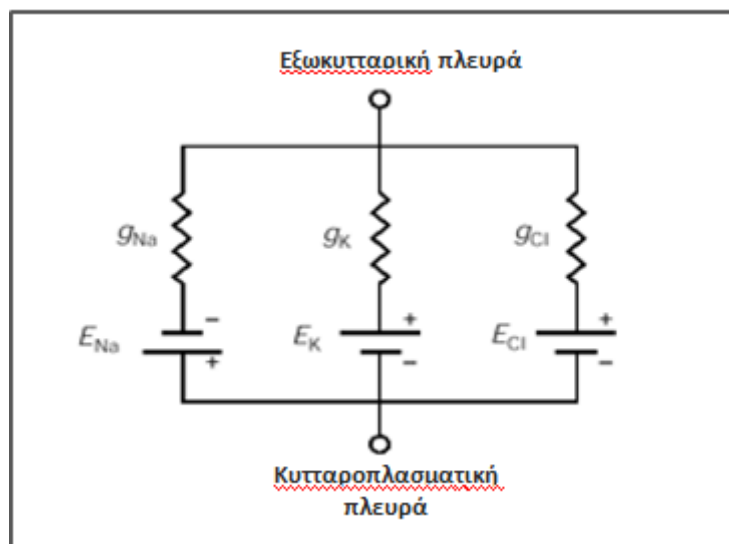 Εξωκυτταρική πλευρά
gNa gK gCl
− + +
ENa EK ECl
+ − −
Κυτταροπλασματική
πλευρά